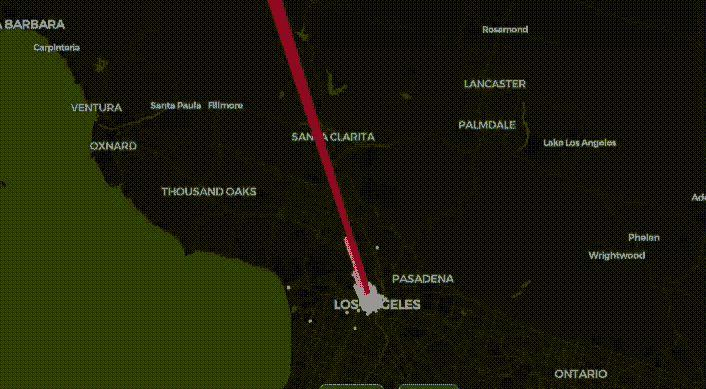 A BARBARA
Rosamond
Carpinteria
LANCASTER
VENTURA
Santa Paula
Fillmore
PALMDALE
SANTA CLARITA
Lake Los Angeles
OXNARD
THOUSAND OAKS
Ade
Phelan
Wrightwood
PASADENA
LOS ANGELES
ONTARIO